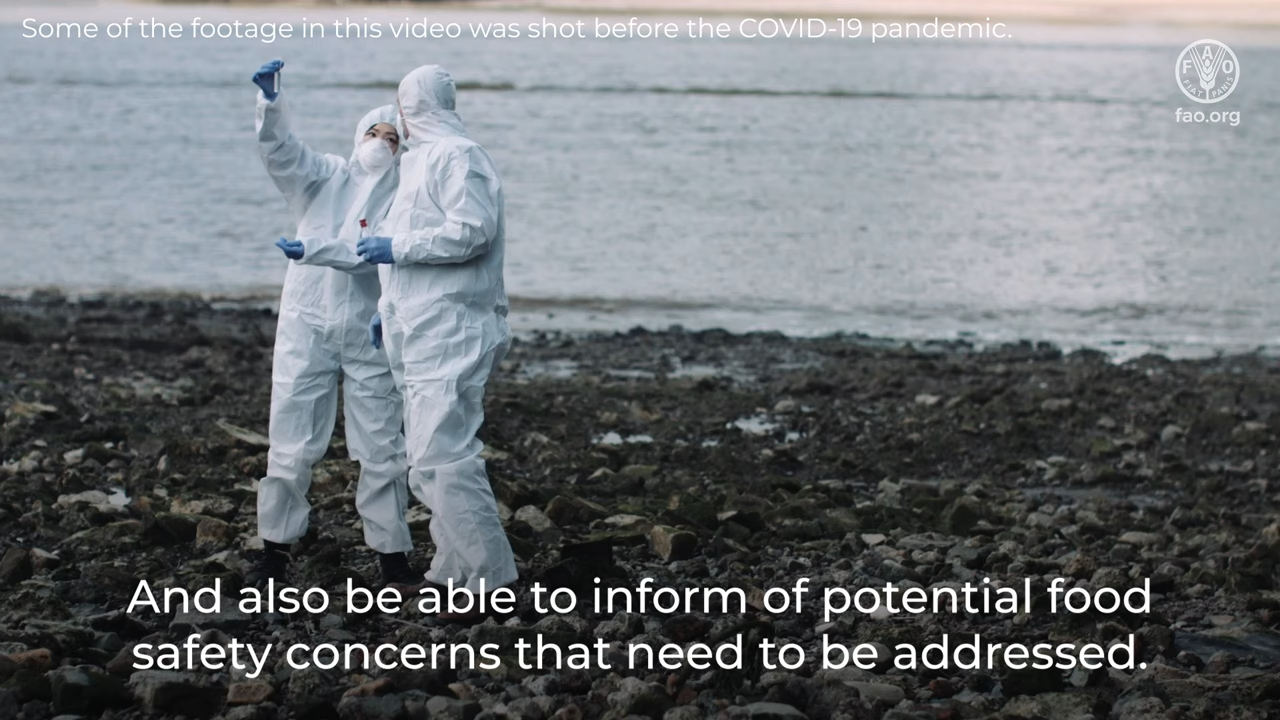 Some of the footage in this video was shot before the COVID-19 pandemic.
F A O
FIAT PANIS
fao.org
And also be able to inform of potential food
safety concerns that need to be addressed.